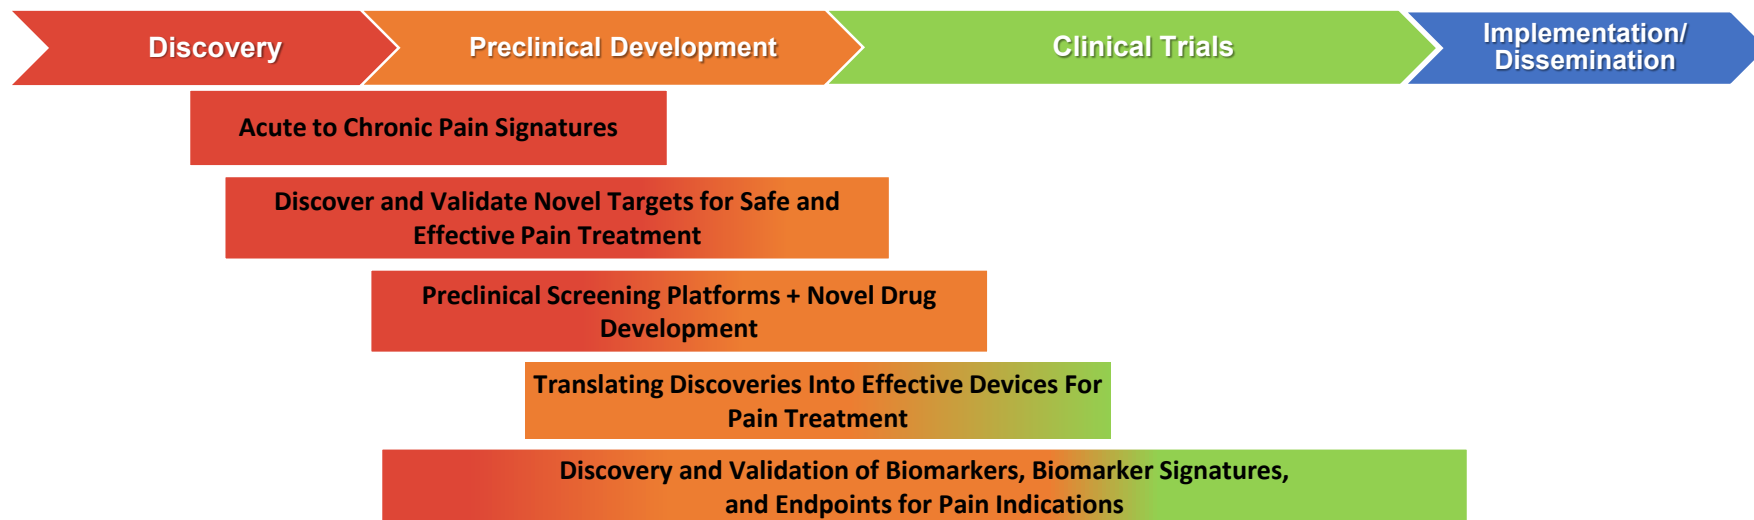 Discovery
Preclinical Development
Clinical Trials
Implementation/
Dissemination
Acute to Chronic Pain Signatures
Discover and Validate Novel Targets for Safe and
Effective Pain Treatment
Preclinical Screening Platforms + Novel Drug
Development
Translating Discoveries Into Effective Devices For
Pain Treatment
Discovery and Validation of Biomarkers, Biomarker Signatures,
and Endpoints for Pain Indications